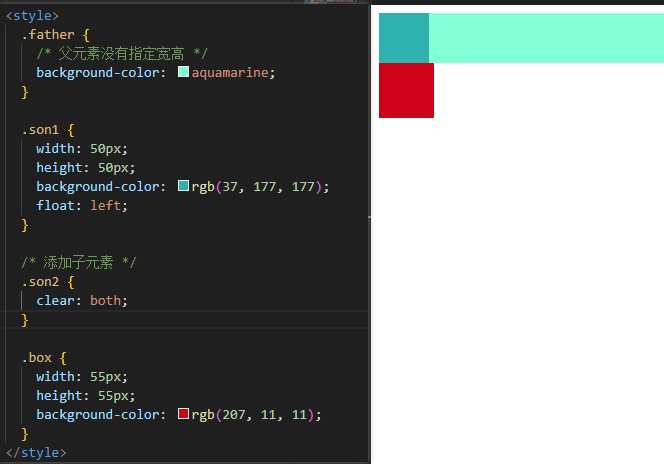 <style>
.father {
/* 父元素没有指定宽高 */
background-color: aquamarine;
}
.son1 {
width: 50px;
height: 50px;
background-color: rgb(37, 177, 177);
float: left;
}
/* 添加子元素 */
.son2 {
clear: both;
}
.box {
width: 55px;
height: 55px;
background-color: rgb(207, 11, 11);
}
</style>